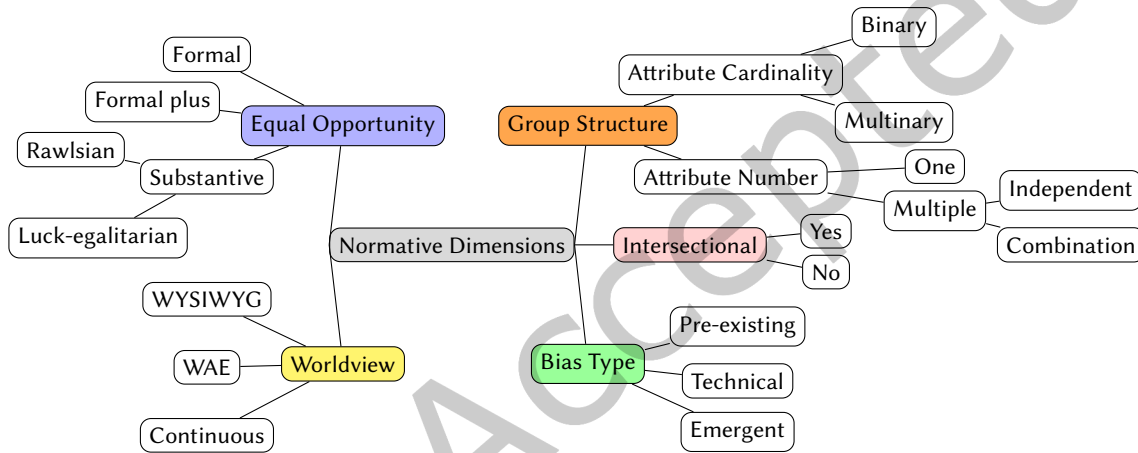 Formal
Formal plus
Equal Opportunity
Rawlsian
Substantive
Luck-egalitarian
Binary
Attribute Cardinality
Group Structure
Multinary
One
Attribute Number
Independent
Multiple
Combination
Normative Dimensions
Intersectional
Yes
No
WYSIWYG
WAE
Worldview
Continuous
Pre-existing
Bias Type
Technical
Emergent
Accepted